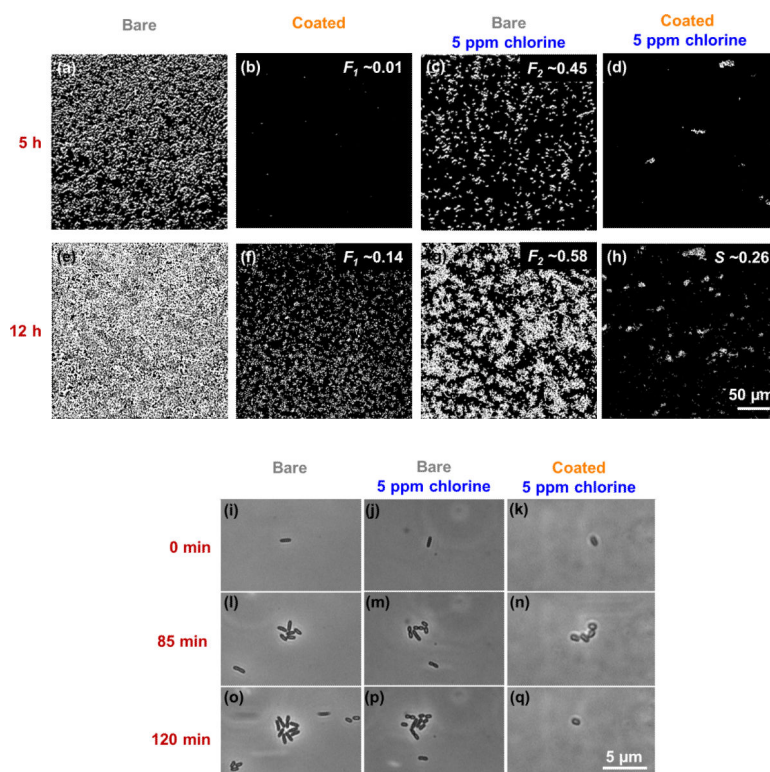 Bare
Coated
Bare
5 ppm chlorine
Coated
5 ppm chlorine
5 h
(a)
(b)
F₁ ~0.01
(c)
F₂ ~0.45
(d)
12 h
(e)
(f)
F₁ ~0.14
(g)
F₂ ~0.58
(h)
S ~0.26
50 µm
Bare
Bare
5 ppm chlorine
Coated
5 ppm chlorine
0 min
(i)
(j)
(k)
85 min
(l)
(m)
(n)
120 min
(o)
(p)
(q)
5 µm